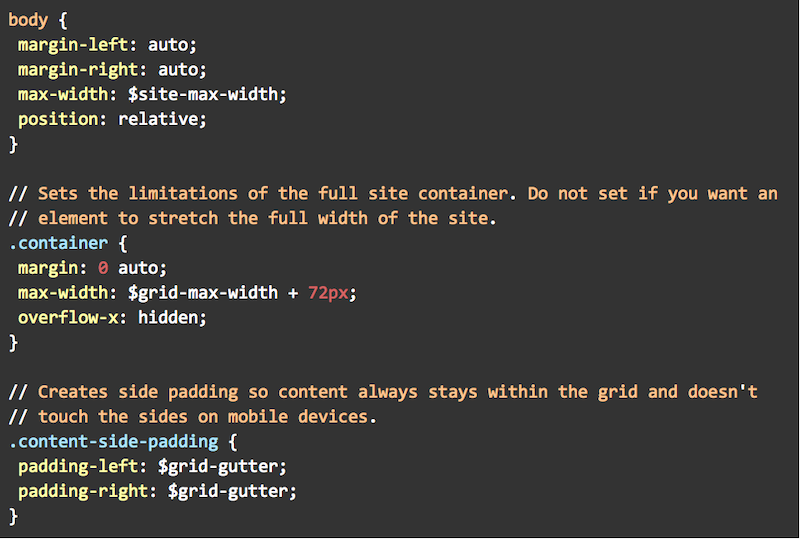 body {
margin-left: auto;
margin-right: auto;
max-width: $site-max-width;
position: relative;
}
// Sets the limitations of the full site container. Do not set if you want an
// element to stretch the full width of the site.
.container {
margin: 0 auto;
max-width: $grid-max-width + 72px;
overflow-x: hidden;
}
// Creates side padding so content always stays within the grid and doesn't
// touch the sides on mobile devices.
.content-side-padding {
padding-left: $grid-gutter;
padding-right: $grid-gutter;
}